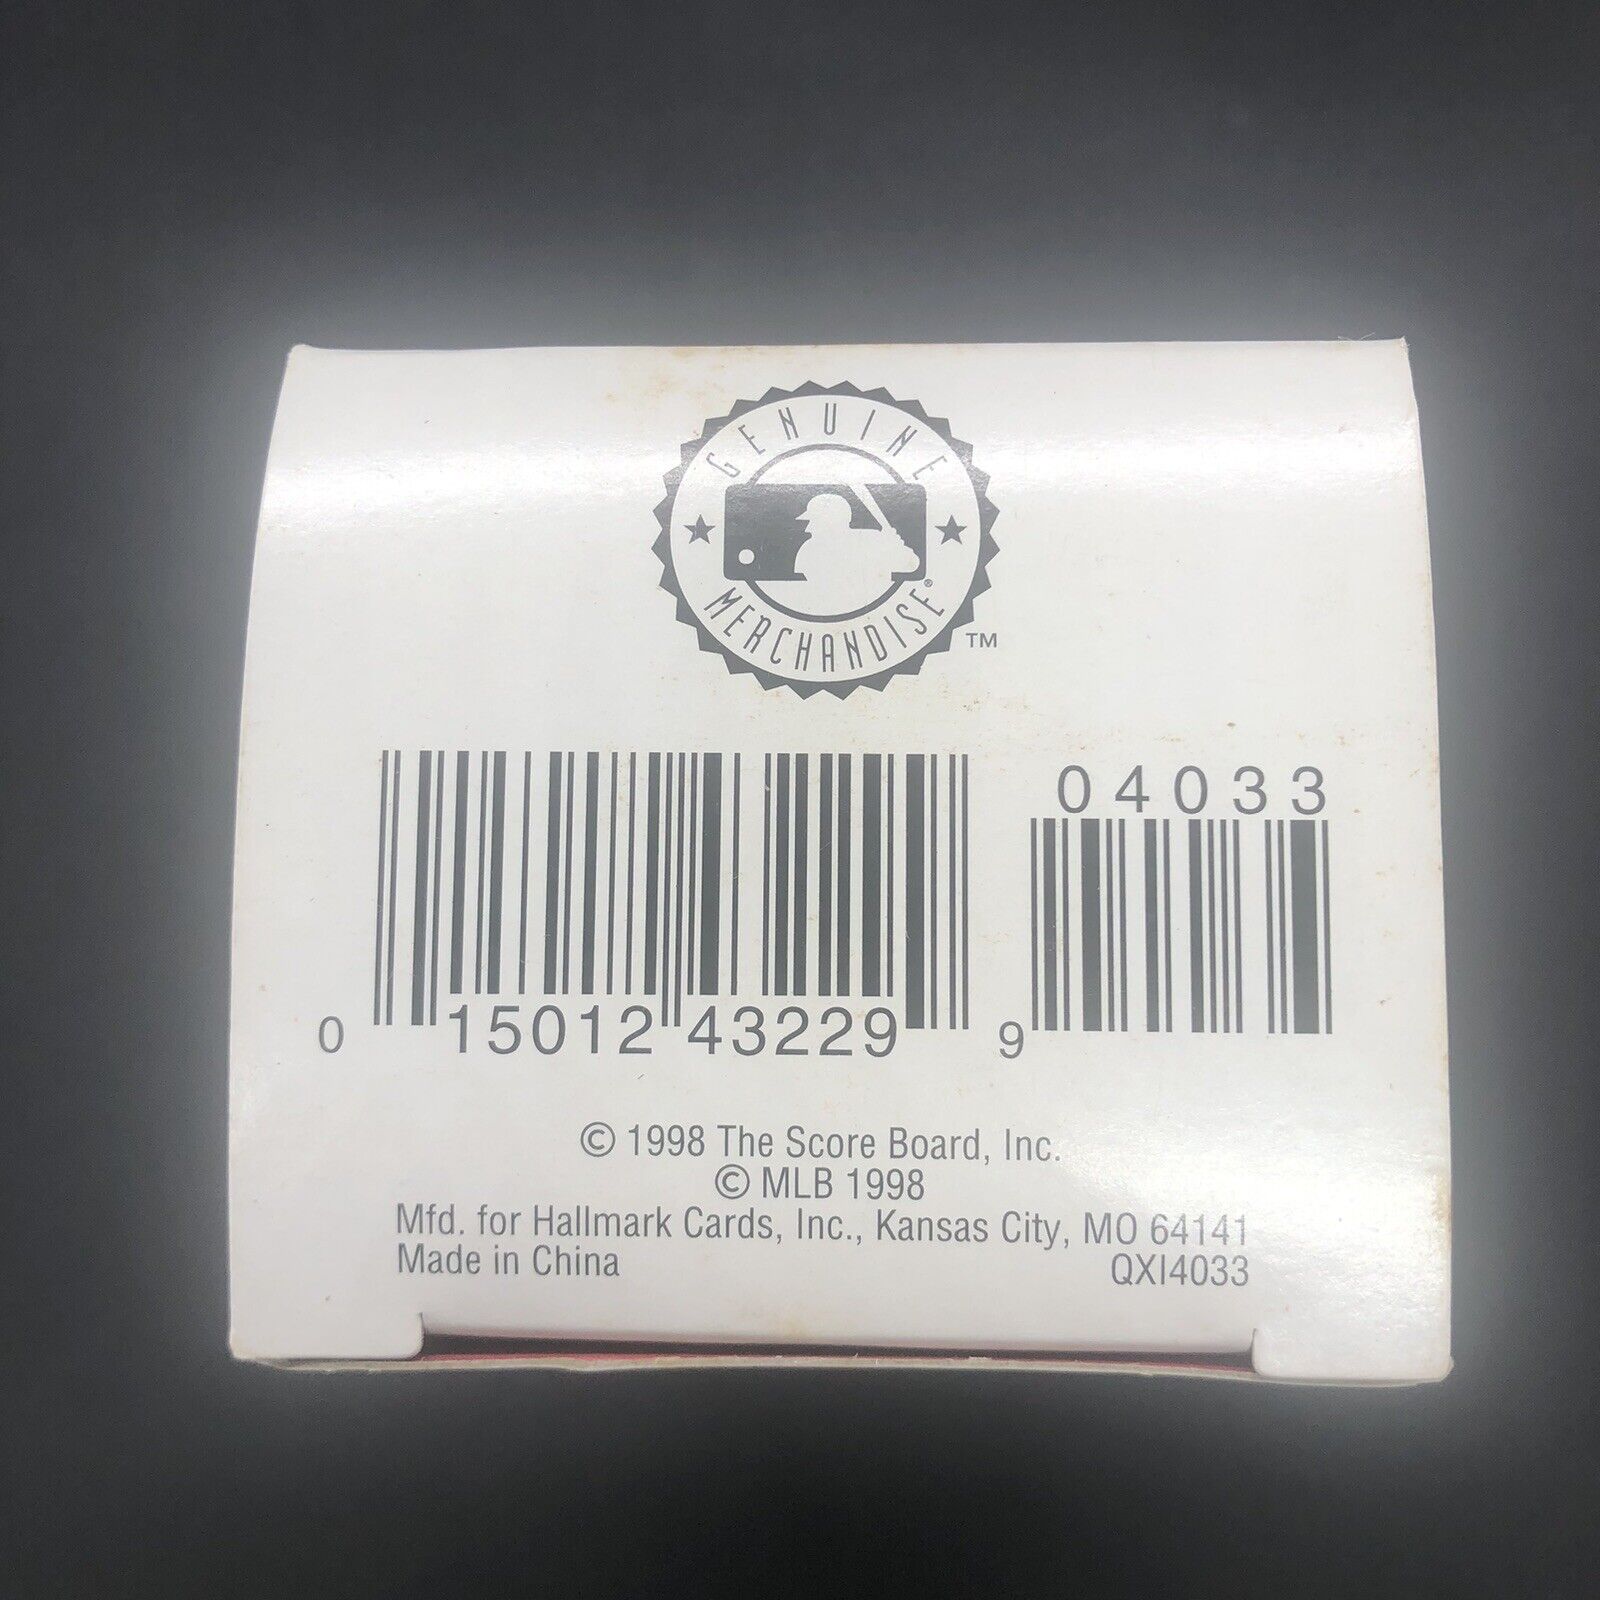 GENUINE
MERCHANDISE®
TM
04033
0 15012 43229 9
© 1998 The Score Board, Inc.
© MLB 1998
Mfd. for Hallmark Cards, Inc., Kansas City, MO 64141
Made in China QXI4033